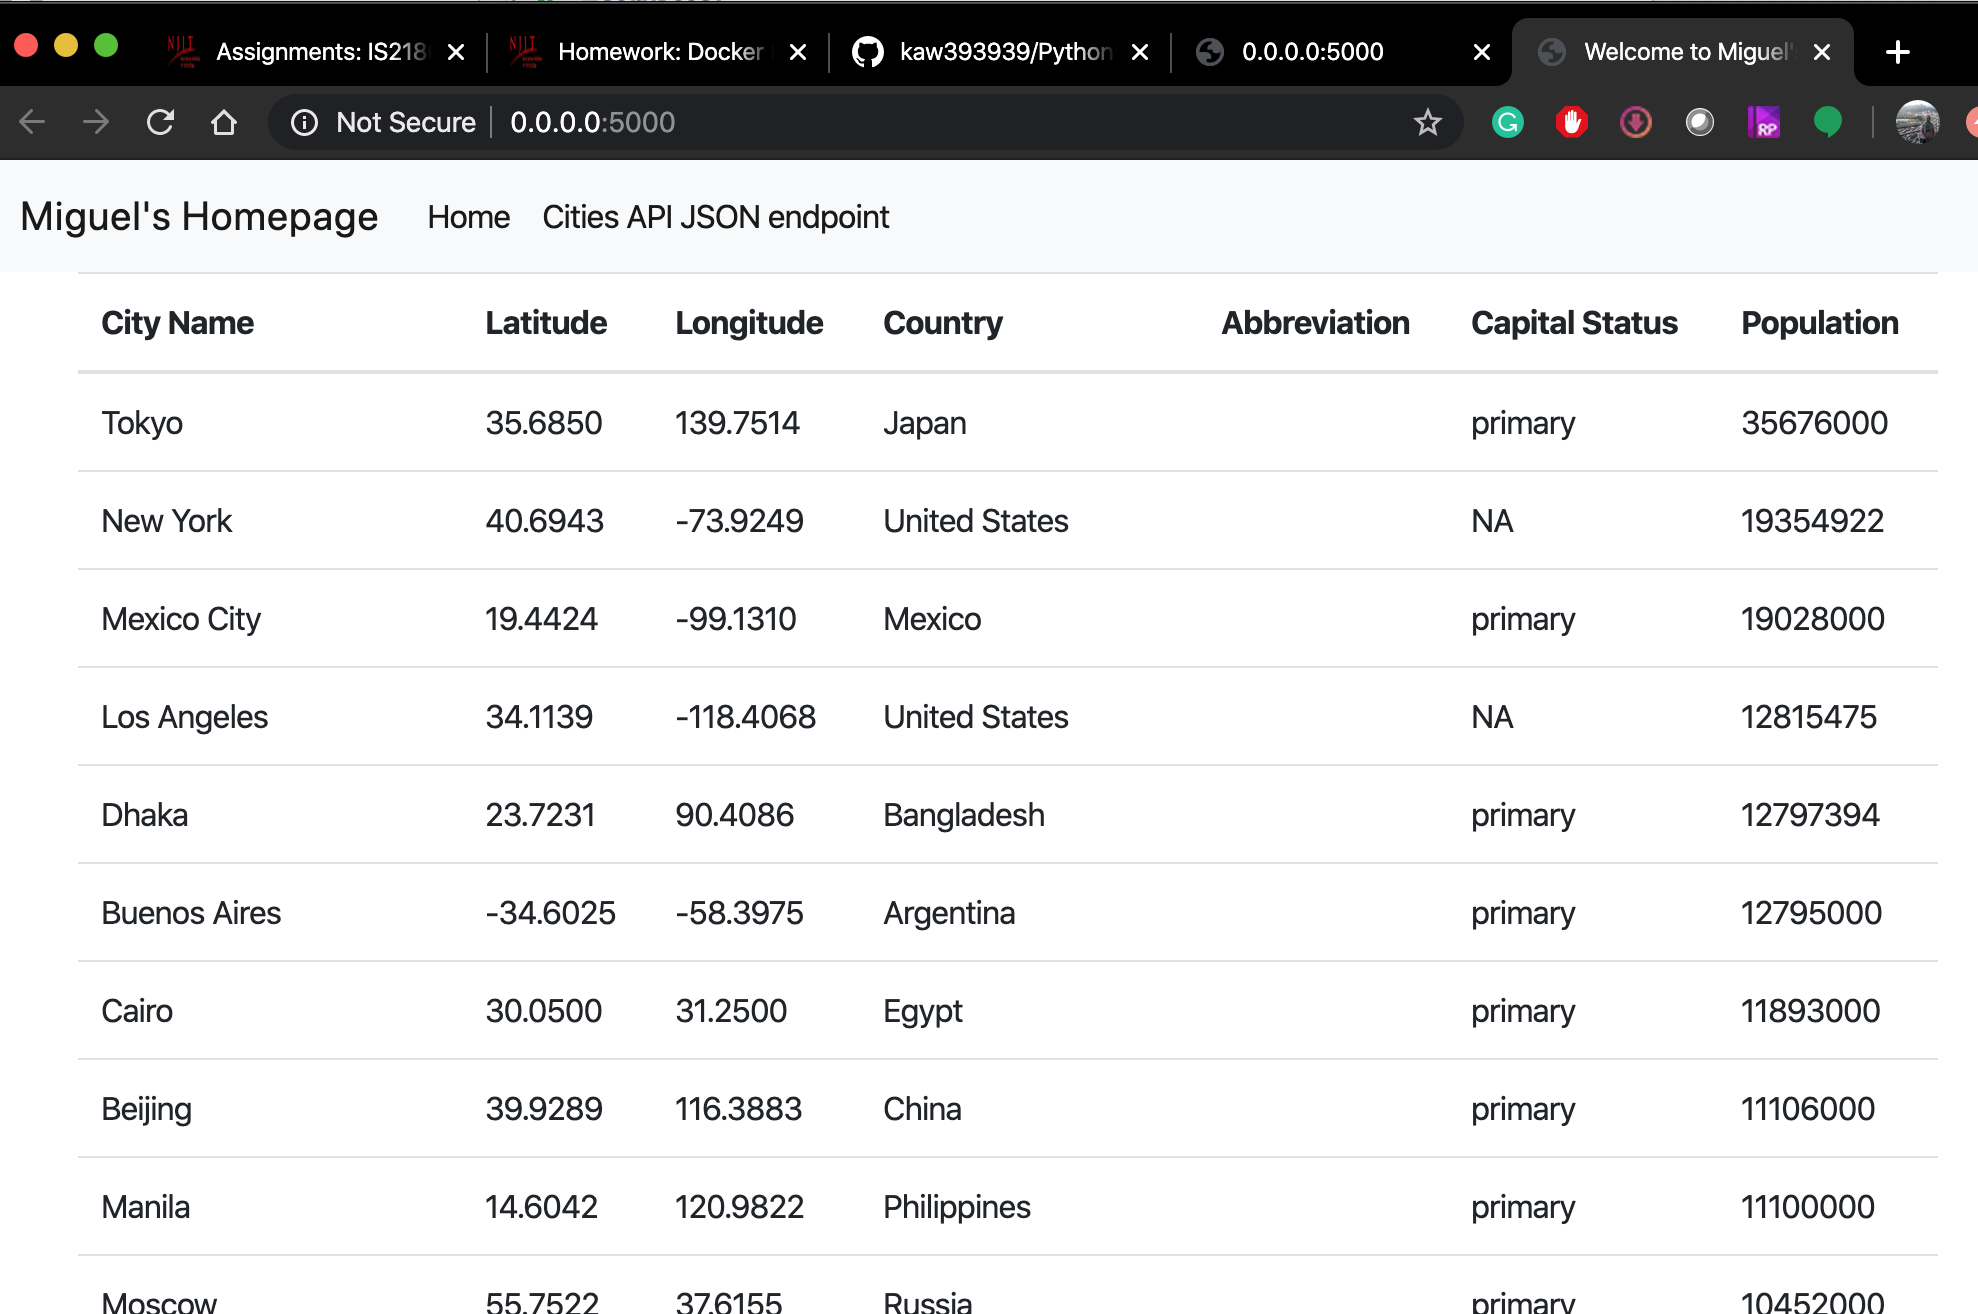 Assignments: IS218
Homework: Docker
kaw393939/Python
0.0.0.0:5000
Welcome to Miguel'
Not Secure 0.0.0.0:5000
Miguel's Homepage Home Cities API JSON endpoint
City Name Latitude Longitude Country Abbreviation Capital Status Population
Tokyo 35.6850 139.7514 Japan primary 35676000
New York 40.6943 -73.9249 United States NA 19354922
Mexico City 19.4424 -99.1310 Mexico primary 19028000
Los Angeles 34.1139 -118.4068 United States NA 12815475
Dhaka 23.7231 90.4086 Bangladesh primary 12797394
Buenos Aires -34.6025 -58.3975 Argentina primary 12795000
Cairo 30.0500 31.2500 Egypt primary 11893000
Beijing 39.9289 116.3883 China primary 11106000
Manila 14.6042 120.9822 Philippines primary 11100000
Moscow 55.7522 37.6155 Russia primary 10452000